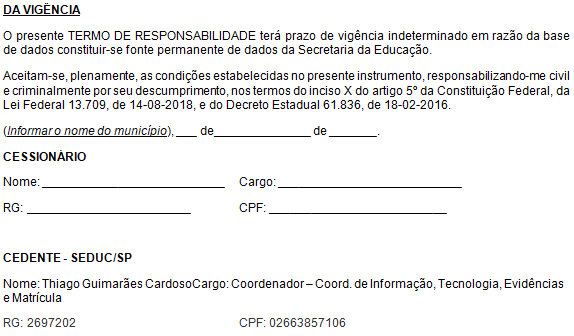 DA VIGÊNCIA
O presente TERMO DE RESPONSABILIDADE terá prazo de vigência indeterminado em razão da base
de dados constituir-se fonte permanente de dados da Secretaria da Educação.
Aceitam-se, plenamente, as condições estabelecidas no presente instrumento, responsabilizando-me civil
e criminalmente por seu descumprimento, nos termos do inciso X do artigo 5º da Constituição Federal, da
Lei Federal 13.709, de 14-08-2018, e do Decreto Estadual 61.836, de 18-02-2016.
(Informar o nome do município), ___ de_______________ de _______.
CESSIONÁRIO
Nome: ____________________________ Cargo: ____________________________
RG: _________________________ CPF: ___________________________
CEDENTE - SEDUC/SP
Nome: Thiago Guimarães CardosoCargo: Coordenador – Coord. de Informação, Tecnologia, Evidências
e Matrícula
RG: 2697202 CPF: 02663857106